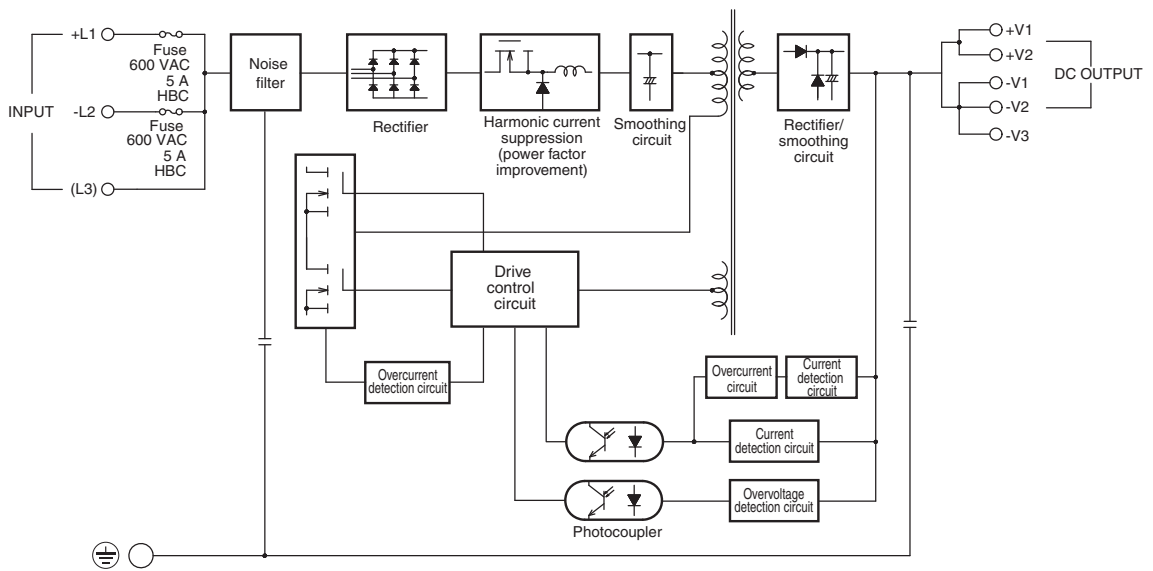 +L1
Fuse
600 VAC
5 A
HBC
INPUT
-L2
Fuse
600 VAC
5 A
HBC
(L3)
Noise
filter
Rectifier
Harmonic current
suppression
(power factor
improvement)
Smoothing
circuit
Rectifier/
smoothing
circuit
+V1
+V2
-V1
-V2
-V3
DC OUTPUT
Drive
control
circuit
Overcurrent
detection circuit
Overcurrent
circuit
Current
detection
circuit
Current
detection circuit
Overvoltage
detection circuit
Photocoupler